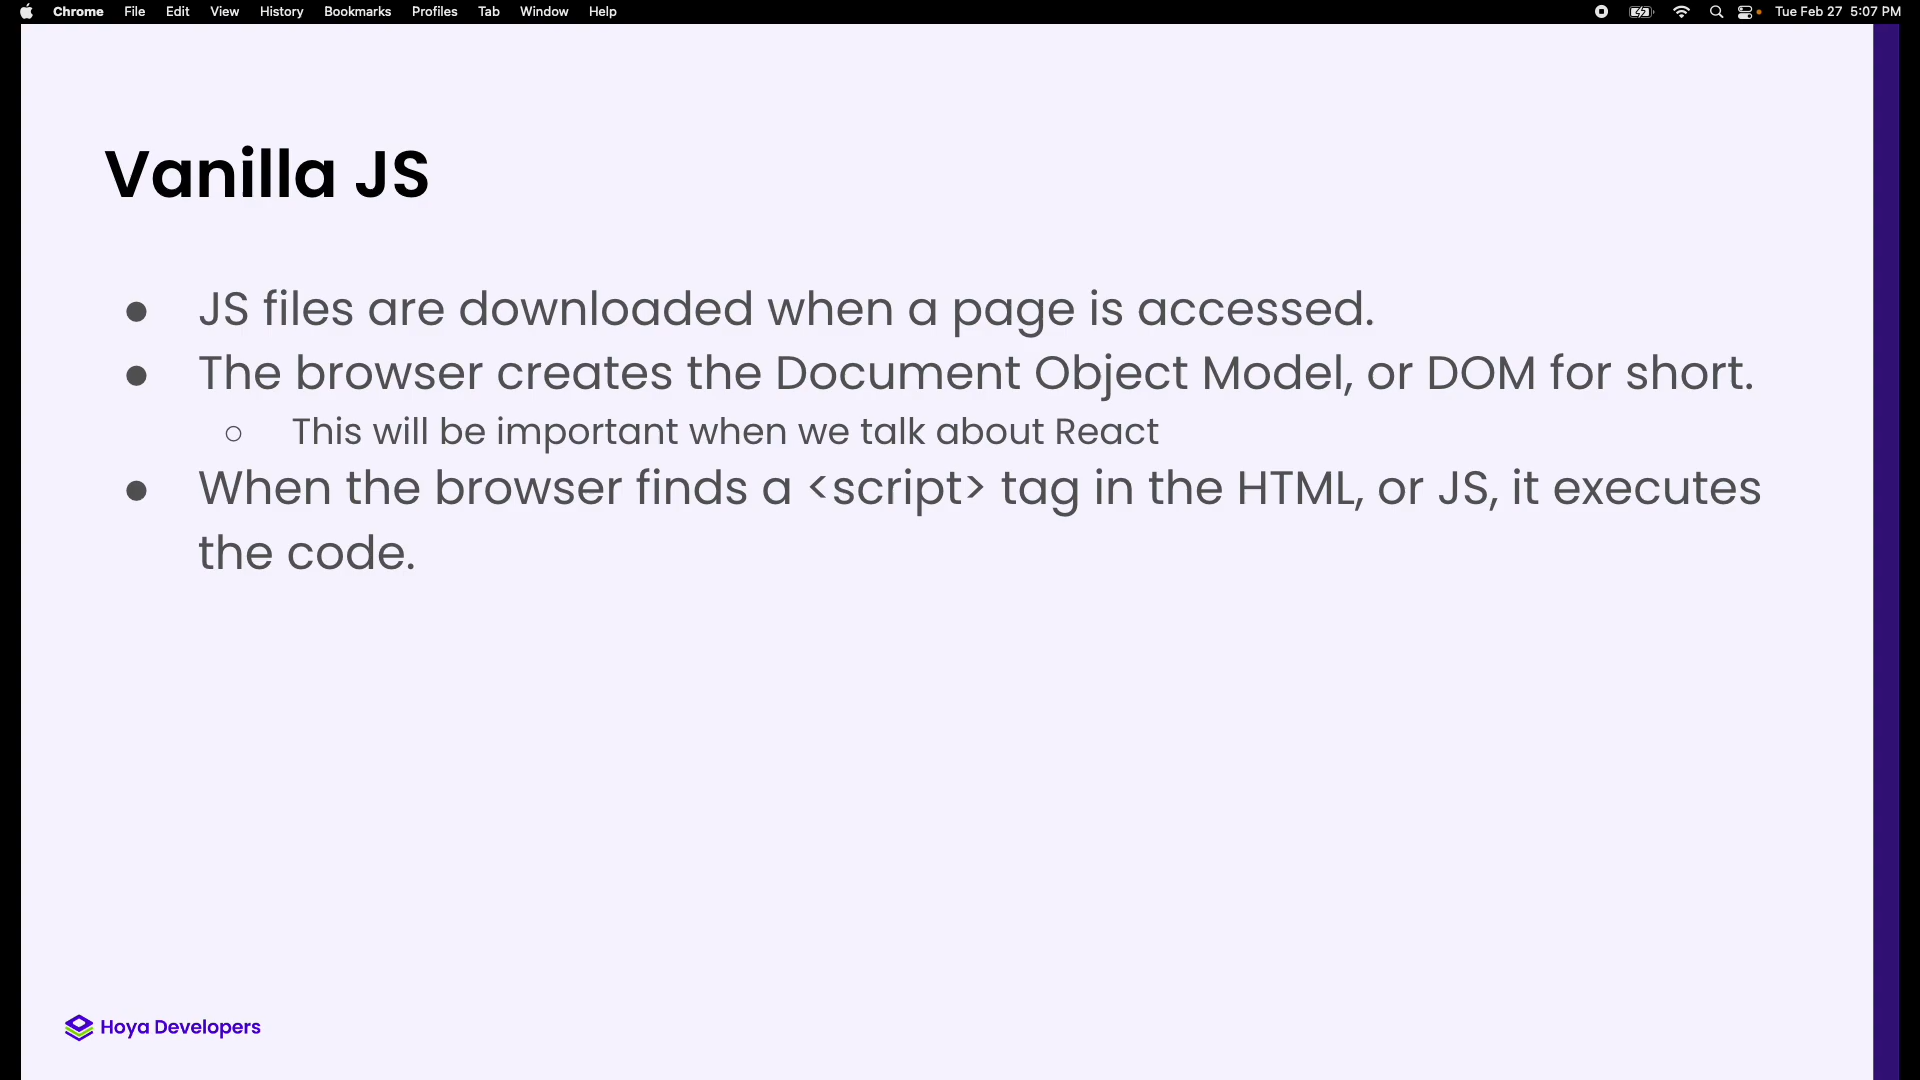 Chrome File Edit View History Bookmarks Profiles Tab Window Help Tue Feb 27 5:07 PM
Vanilla JS
● JS files are downloaded when a page is accessed.
● The browser creates the Document Object Model, or DOM for short.
○ This will be important when we talk about React
● When the browser finds a <script> tag in the HTML, or JS, it executes
the code.
Hoya Developers